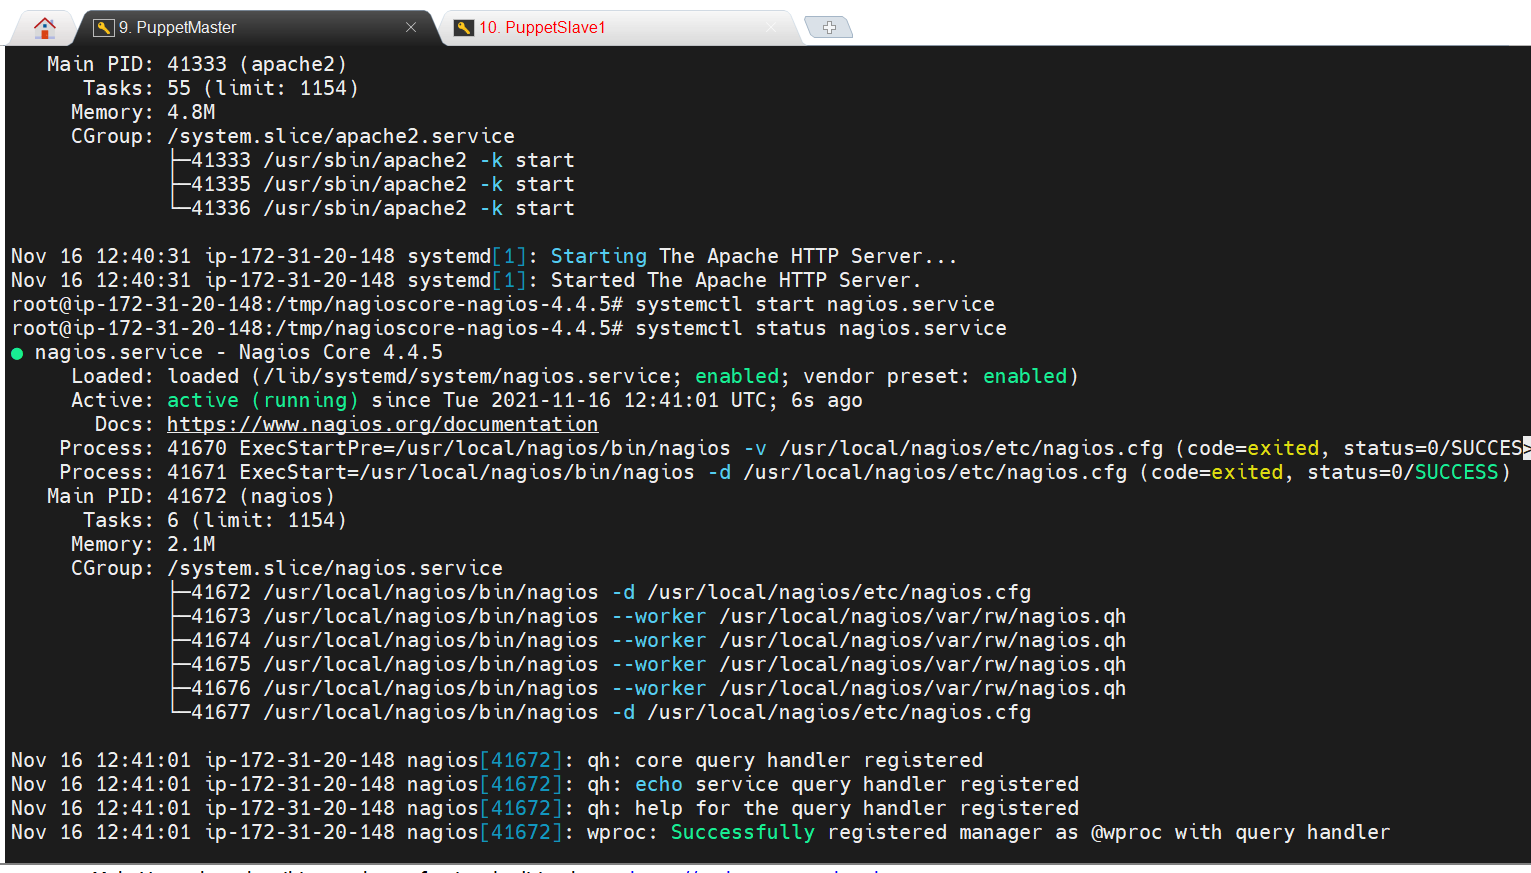 9. PuppetMaster
10. PuppetSlave1
Main PID: 41333 (apache2)
Tasks: 55 (limit: 1154)
Memory: 4.8M
CGroup: /system.slice/apache2.service
├─41333 /usr/sbin/apache2 -k start
├─41335 /usr/sbin/apache2 -k start
└─41336 /usr/sbin/apache2 -k start
Nov 16 12:40:31 ip-172-31-20-148 systemd[1]: Starting The Apache HTTP Server...
Nov 16 12:40:31 ip-172-31-20-148 systemd[1]: Started The Apache HTTP Server.
root@ip-172-31-20-148:/tmp/nagioscore-nagios-4.4.5# systemctl start nagios.service
root@ip-172-31-20-148:/tmp/nagioscore-nagios-4.4.5# systemctl status nagios.service
● nagios.service - Nagios Core 4.4.5
Loaded: loaded (/lib/systemd/system/nagios.service; enabled; vendor preset: enabled)
Active: active (running) since Tue 2021-11-16 12:41:01 UTC; 6s ago
Docs: https://www.nagios.org/documentation
Process: 41670 ExecStartPre=/usr/local/nagios/bin/nagios -v /usr/local/nagios/etc/nagios.cfg (code=exited, status=0/SUCCES>
Process: 41671 ExecStart=/usr/local/nagios/bin/nagios -d /usr/local/nagios/etc/nagios.cfg (code=exited, status=0/SUCCESS)
Main PID: 41672 (nagios)
Tasks: 6 (limit: 1154)
Memory: 2.1M
CGroup: /system.slice/nagios.service
├─41672 /usr/local/nagios/bin/nagios -d /usr/local/nagios/etc/nagios.cfg
├─41673 /usr/local/nagios/bin/nagios --worker /usr/local/nagios/var/rw/nagios.qh
├─41674 /usr/local/nagios/bin/nagios --worker /usr/local/nagios/var/rw/nagios.qh
├─41675 /usr/local/nagios/bin/nagios --worker /usr/local/nagios/var/rw/nagios.qh
├─41676 /usr/local/nagios/bin/nagios --worker /usr/local/nagios/var/rw/nagios.qh
└─41677 /usr/local/nagios/bin/nagios -d /usr/local/nagios/etc/nagios.cfg
Nov 16 12:41:01 ip-172-31-20-148 nagios[41672]: qh: core query handler registered
Nov 16 12:41:01 ip-172-31-20-148 nagios[41672]: qh: echo service query handler registered
Nov 16 12:41:01 ip-172-31-20-148 nagios[41672]: qh: help for the query handler registered
Nov 16 12:41:01 ip-172-31-20-148 nagios[41672]: wproc: Successfully registered manager as @wproc with query handler